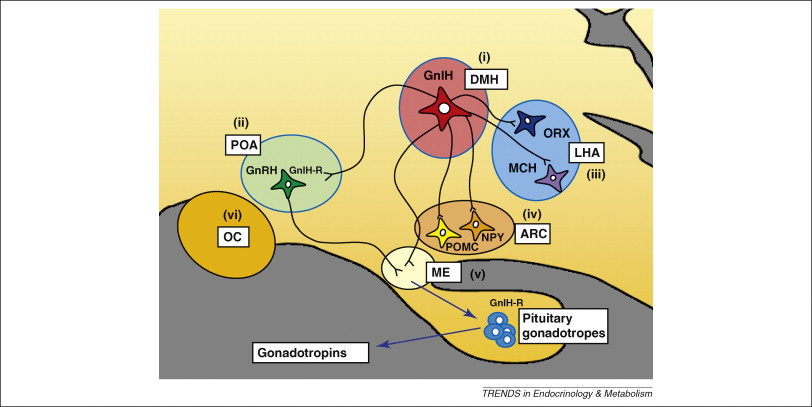 (i)
GnIH
DMH
(ii)
POA
GnRH
GnIH-R
ORX
MCH
LHA
(iii)
(iv)
(vi)
OC
POMC
NPY
ARC
ME
(v)
GnIH-R
Pituitary
gonadotropes
Gonadotropins
TRENDS in Endocrinology & Metabolism